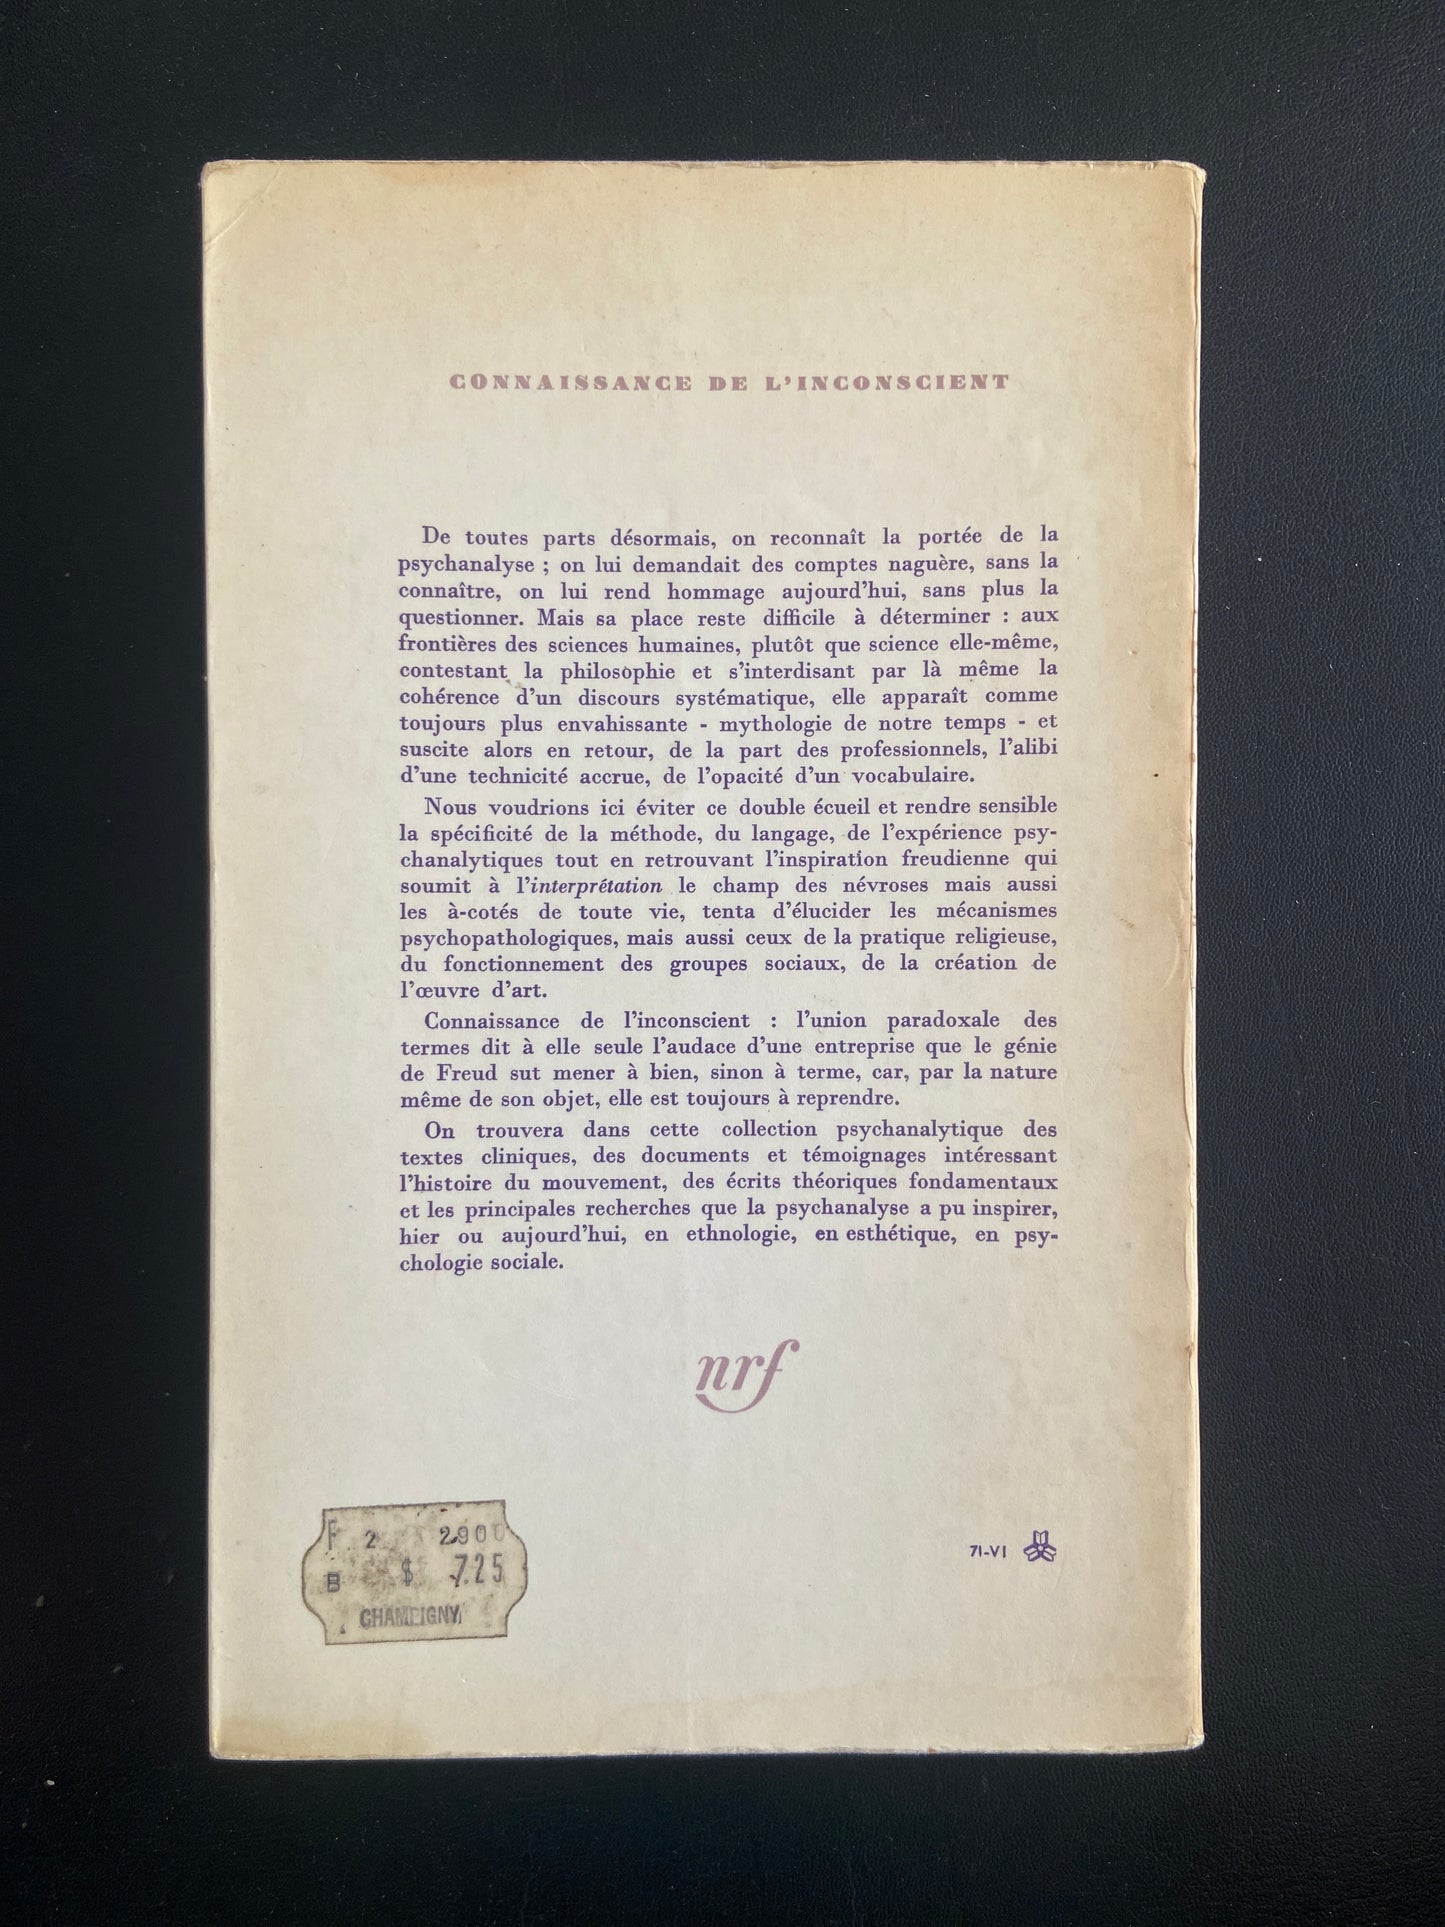 CONNAISSANCE DE L'INCONSCIENT
De toutes parts désormais, on reconnaît la portée de la
psychanalyse ; on lui demandait des comptes naguère, sans la
connaître, on lui rend hommage aujourd'hui, sans plus la
questionner. Mais sa place reste difficile à déterminer : aux
frontières des sciences humaines, plutôt que science elle-même,
contestant la philosophie et s'interdisant par là même la
cohérence d'un discours systématique, elle apparaît comme
toujours plus envahissante - mythologie de notre temps - et
suscite alors en retour, de la part des professionnels, l'alibi
d'une technicité accrue, de l'opacité d'un vocabulaire.
Nous voudrions ici éviter ce double écueil et rendre sensible
la spécificité de la méthode, du langage, de l'expérience psy-
chanalytiques tout en retrouvant l'inspiration freudienne qui
soumit à l'interprétation le champ des névroses mais aussi
les à-cotés de toute vie, tenta d'élucider les mécanismes
psychopathologiques, mais aussi ceux de la pratique religieuse,
du fonctionnement des groupes sociaux, de la création de
l'œuvre d'art.
Connaissance de l'inconscient : l'union paradoxale des
termes dit à elle seule l'audace d'une entreprise que le génie
de Freud sut mener à bien, sinon à terme, car, par la nature
même de son objet, elle est toujours à reprendre.
On trouvera dans cette collection psychanalytique des
textes cliniques, des documents et témoignages intéressant
l'histoire du mouvement, des écrits théoriques fondamentaux
et les principales recherches que la psychanalyse a pu inspirer,
hier ou aujourd'hui, en ethnologie, en esthétique, en psy-
chologie sociale.
nrf
71-VI
F 2 2900
B $ 7.25
CHAMPIGNY